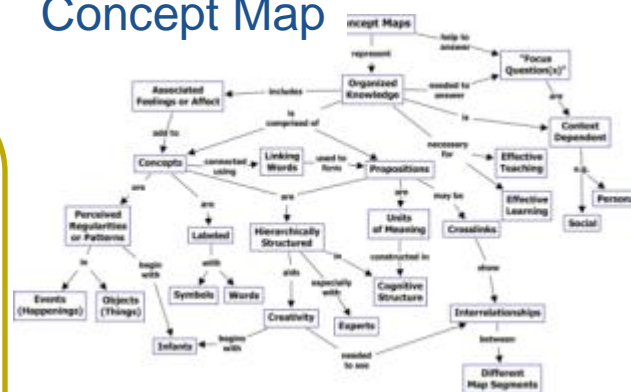 Concept Map
ncept Maps
help to
answer
represent
"Focus
Question(s)"
Associated
Feelings or Affect
includes
Organized
Knowledge
needed to
answer
are
is
comprised of
is
Context
Dependent
add to
necessary
for
Concepts
connected
using
Linking
Words
used to
form
Propositions
Effective
Teaching
e.g.
are
are
are
are
may be
Effective
Learning
Person
Social
Perceived
Regularities
or Patterns
Labeled
Hierarchically
Structured
Units
of Meaning
Crosslinks
in
begin
with
with
aids
especially
with
in
constructed in
show
Events
(Happenings)
Objects
(Things)
Symbols
Words
Cognitive
Structure
Creativity
Experts
Interrelationships
Infants
begins
with
needed
to see
between
Different
Map Segments